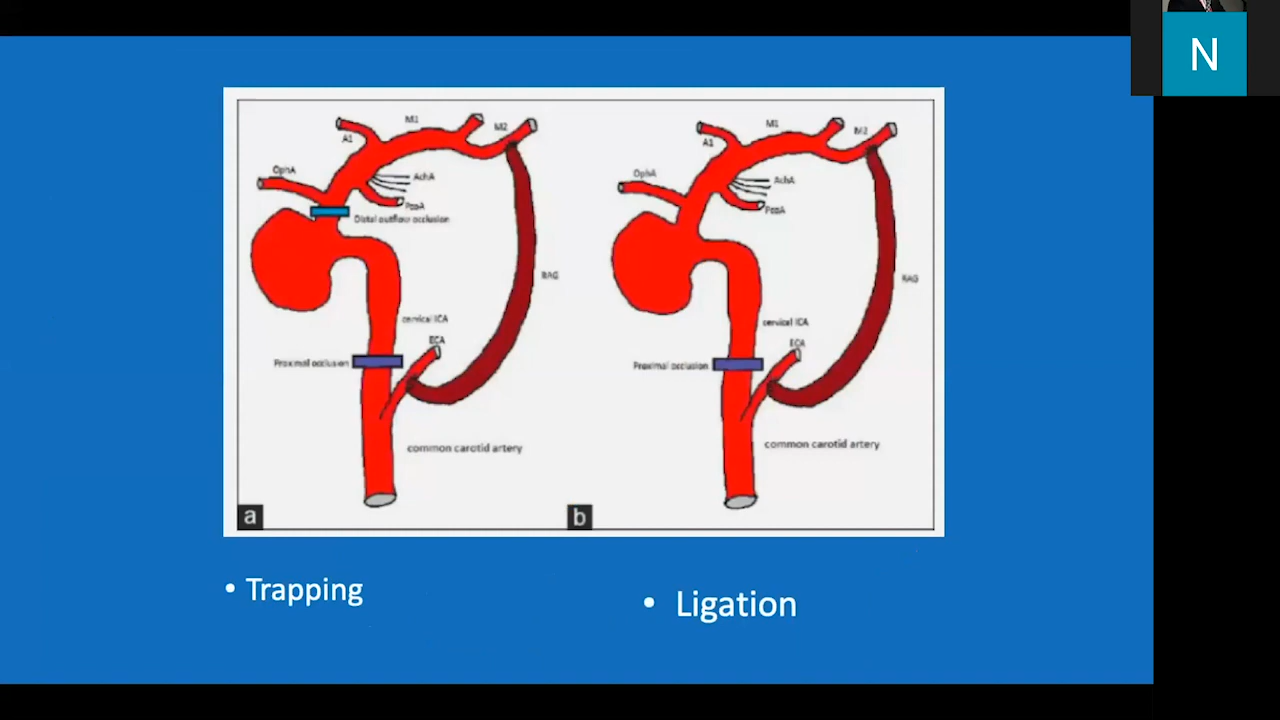 N
M1
A1
M2
OphA
AchA
PcoA
Distal outflow occlusion
RAG
cervical ICA
ECA
Proximal occlusion
common carotid artery
a
M1
A1
M2
OphA
AchA
PcoA
RAG
cervical ICA
ECA
Proximal occlusion
common carotid artery
b
• Trapping
• Ligation